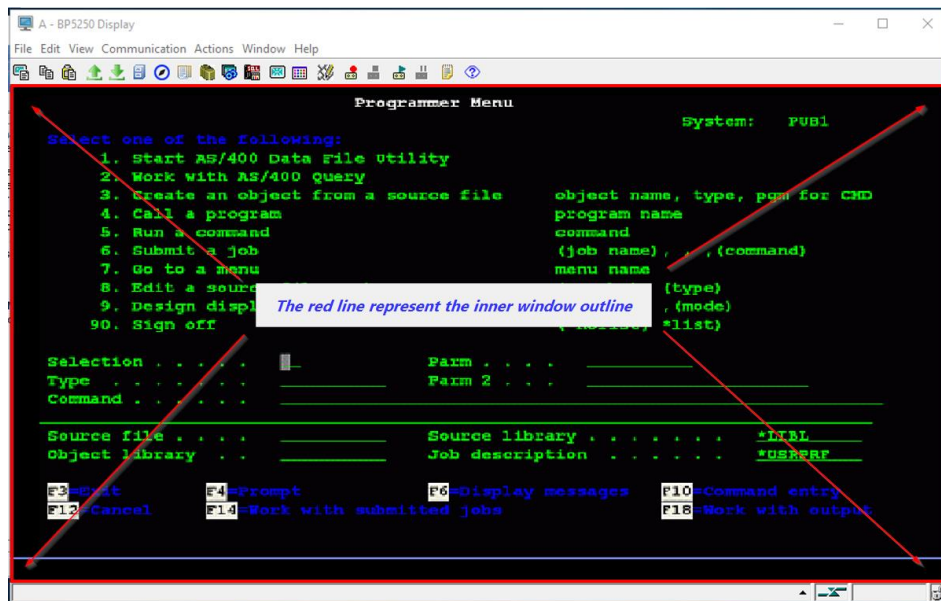 A - BP5250 Display
File Edit View Communication Actions Window Help
Programmer Menu
System: PUB1
Select one of the following:
1. Start AS/400 Data File Utility
2. Work with AS/400 Query
3. Create an object from a source file object name, type, pgm for CMD
4. Call a program program name
5. Run a command command
6. Submit a job (job name), , ,(command)
7. Go to a menu menu name
8. Edit a (type)
9. Design ,(mode)
90. Sign off *list)
The red line represent the inner window outline
Selection . . . . . Parm . . . .
Type . . . . . . . Parm 2 . . .
Command . . . . . .
Source file . . . . Source library . . . . . . . *LIBL
Object library . . Job description . . . . . . *USRPRF
F3=Exit F4=Prompt F6=Display messages F10=Command entry
F12=Cancel F14=Work with submitted jobs F18=Work with output